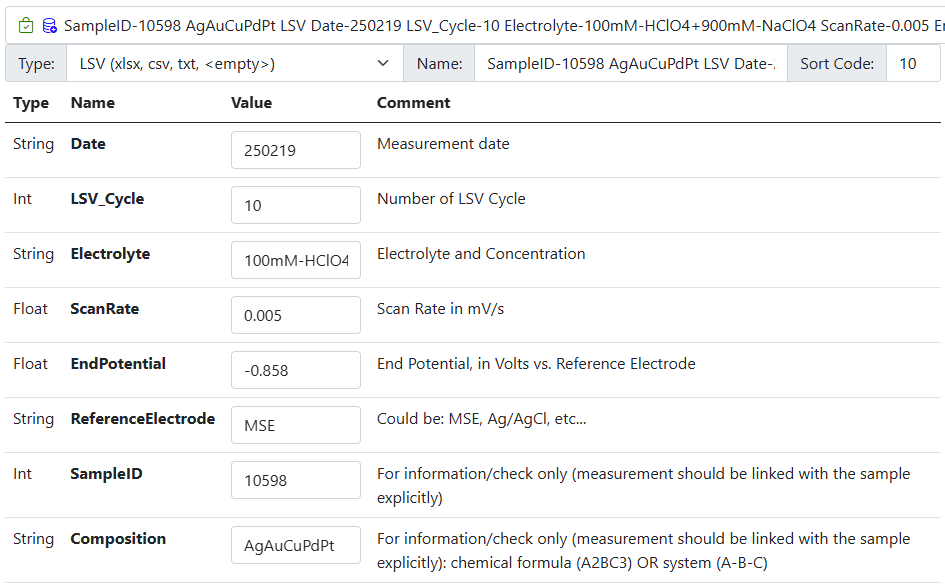 SampleID-10598 AgAuCuPdPt LSV Date-250219 LSV_Cycle-10 Electrolyte-100mM-HClO4+900mM-NaClO4 ScanRate-0.005
Type: LSV (xlsx, csv, txt, <empty>) Name: SampleID-10598 AgAuCuPdPt LSV Date-. Sort Code: 10
Type Name Value Comment
String Date 250219 Measurement date
Int LSV_Cycle 10 Number of LSV Cycle
String Electrolyte 100mM-HClO4 Electrolyte and Concentration
Float ScanRate 0.005 Scan Rate in mV/s
Float EndPotential -0.858 End Potential, in Volts vs. Reference Electrode
String ReferenceElectrode MSE Could be: MSE, Ag/AgCl, etc...
Int SampleID 10598 For information/check only (measurement should be linked with the sample
explicitly)
String Composition AgAuCuPdPt For information/check only (measurement should be linked with the sample
explicitly): chemical formula (A2BC3) OR system (A-B-C)